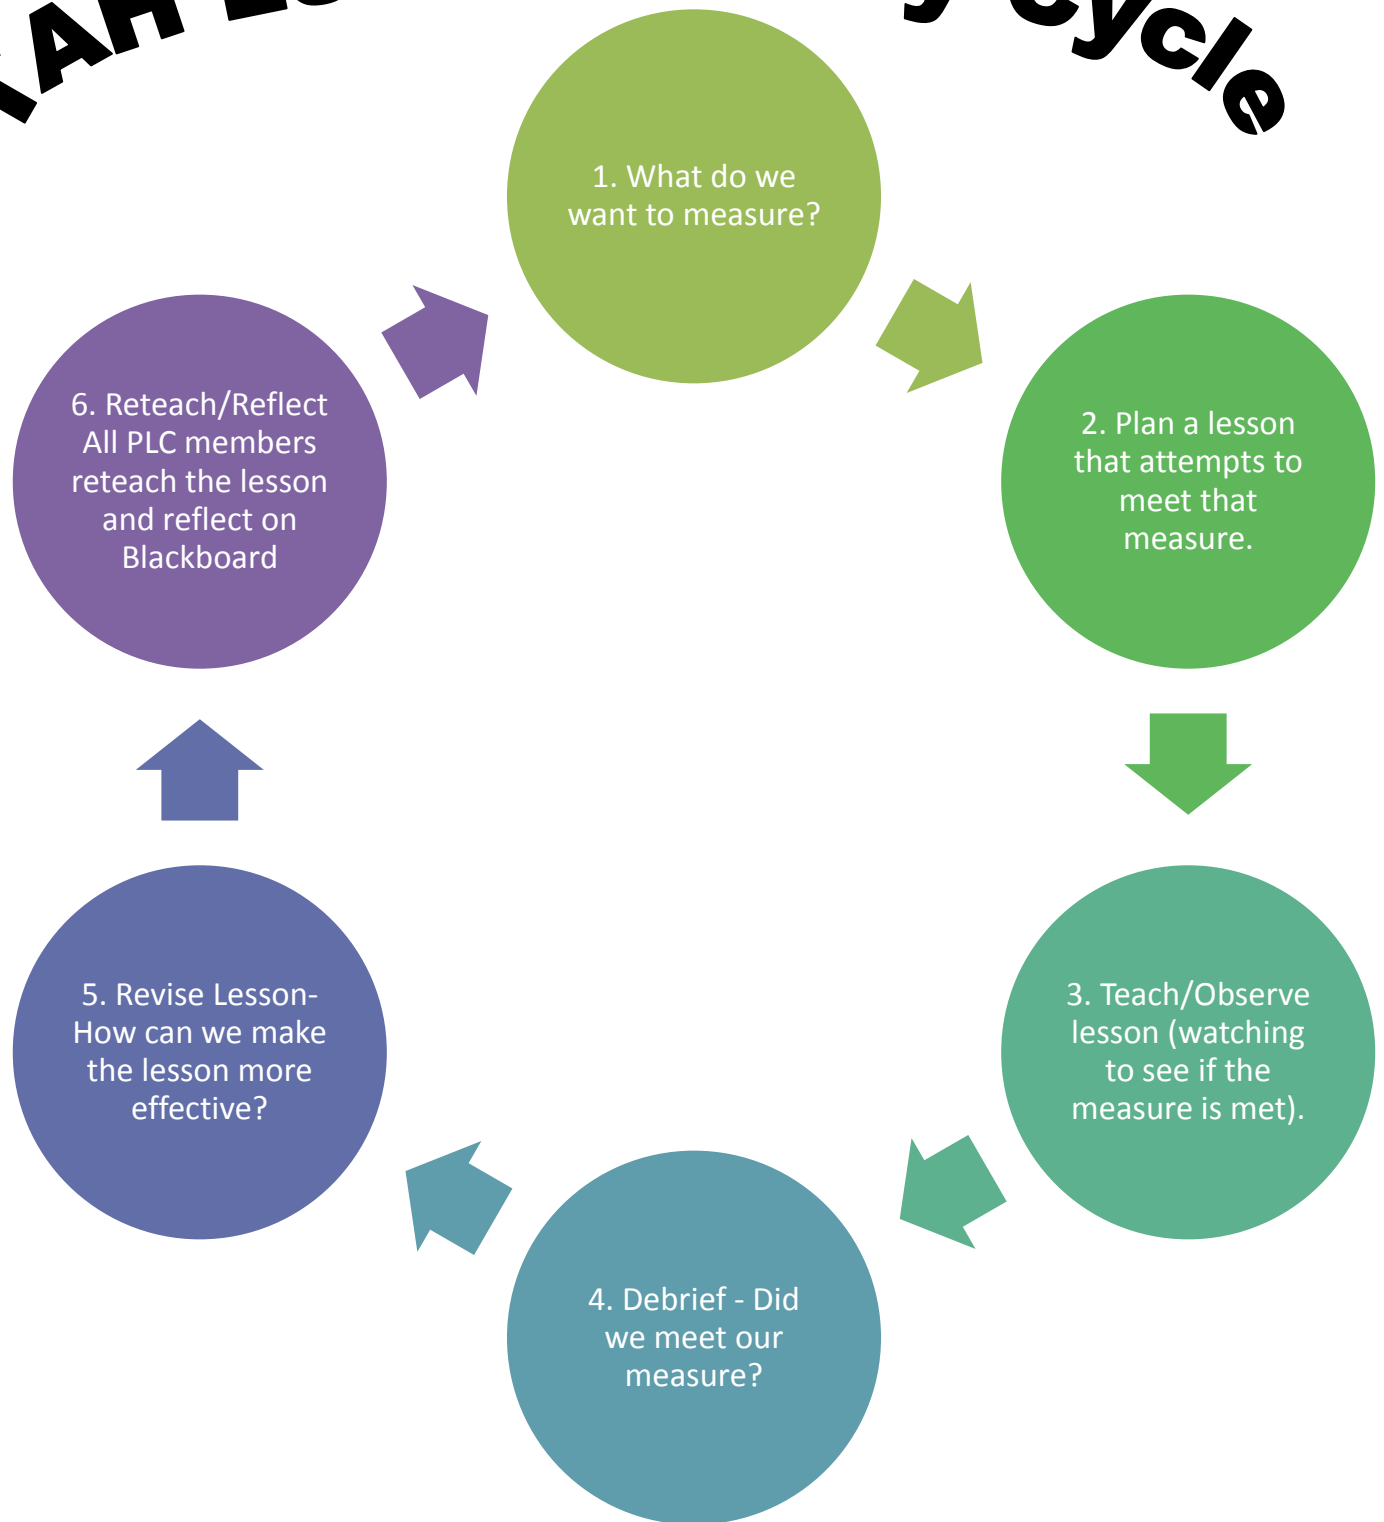 Cycle
1. What do we
want to measure?
2. Plan a lesson
that attempts to
meet that
measure.
3. Teach/Observe
lesson (watching
to see if the
measure is met).
4. Debrief - Did
we meet our
measure?
5. Revise Lesson-
How can we make
the lesson more
effective?
6. Reteach/Reflect
All PLC members
reteach the lesson
and reflect on
Blackboard